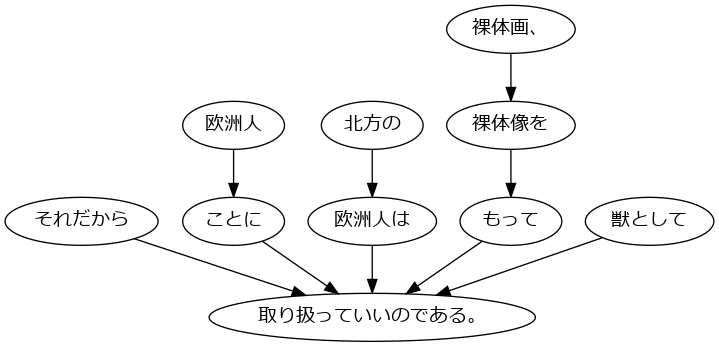 裸体画、
欧洲人
北方の
裸体像を
それだから
ことに
欧洲人は
もって
獣として
取り扱っていいのである。